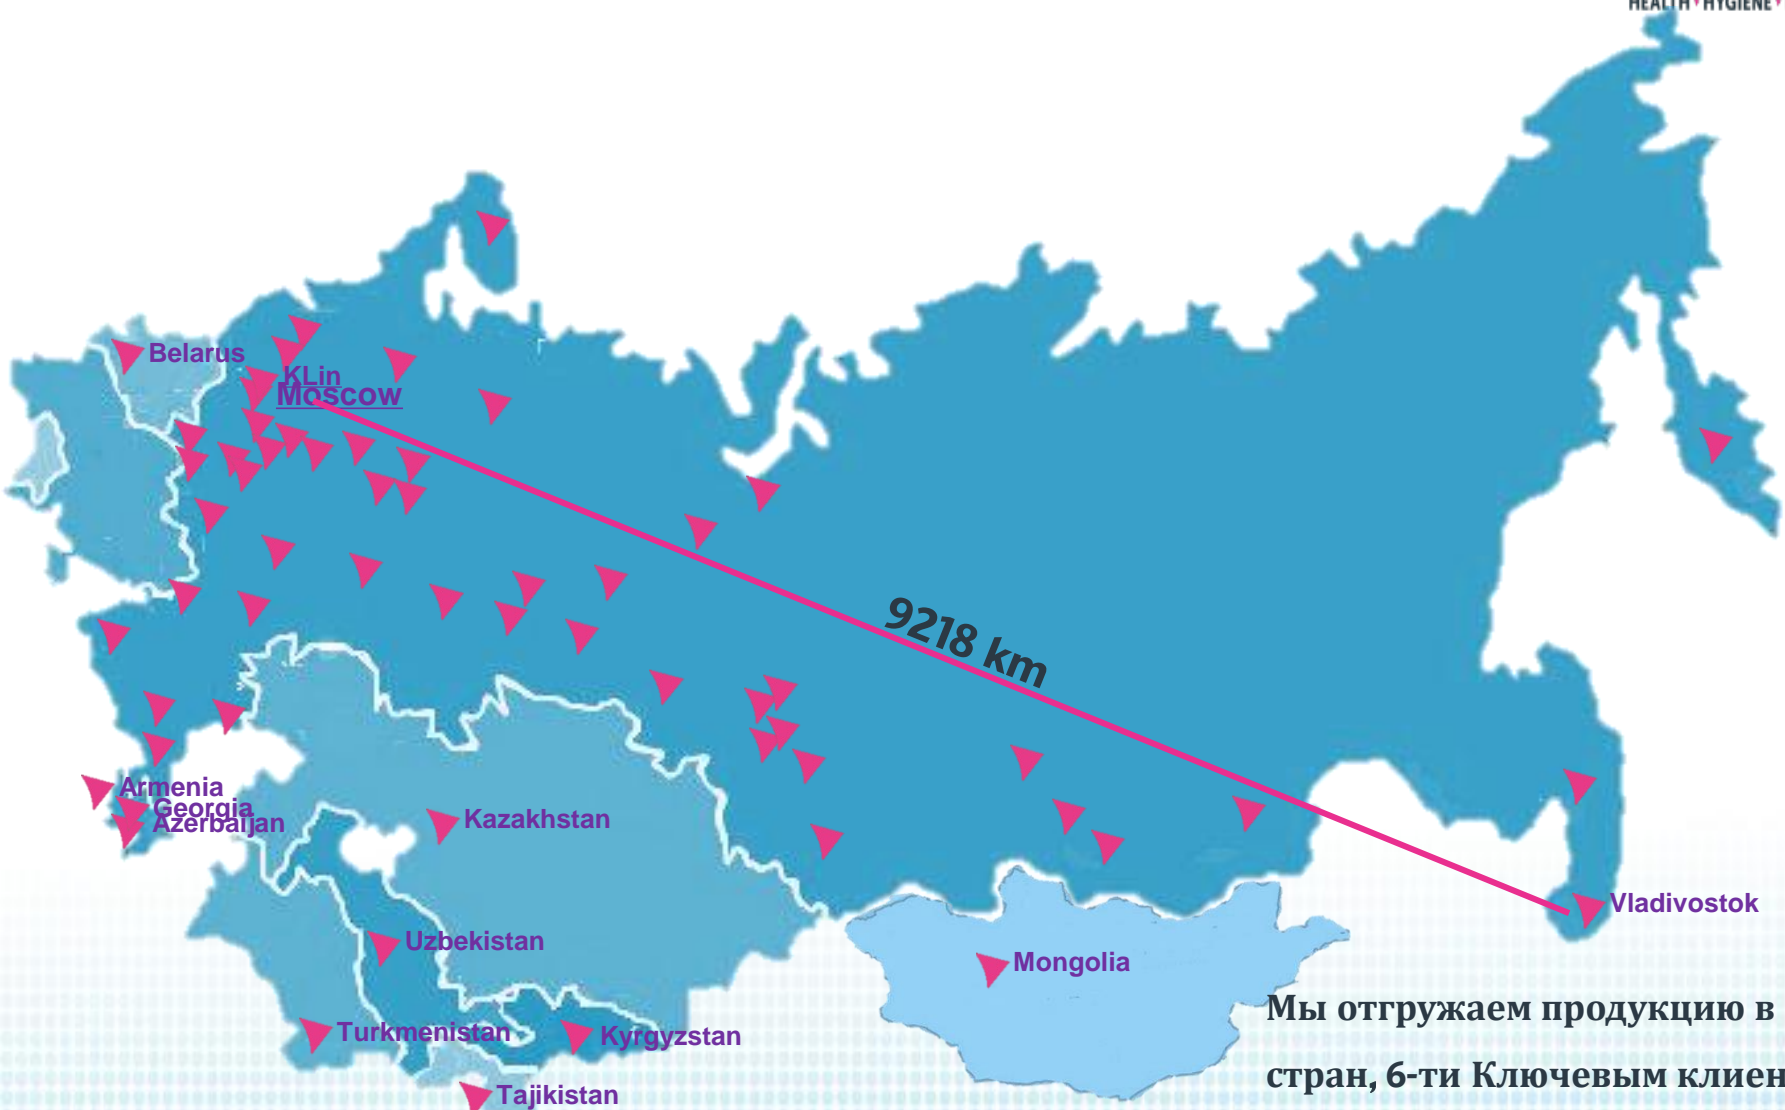 HEALTH HYGIENE
Belarus
KLin
Moscow
9218 km
Armenia
Georgia
Azerbaijan
Kazakhstan
Vladivostok
Uzbekistan
Mongolia
Мы отгружаем продукцию в
Turkmenistan
Kyrgyzstan
стран, 6-ти Ключевым клиен
Tajikistan